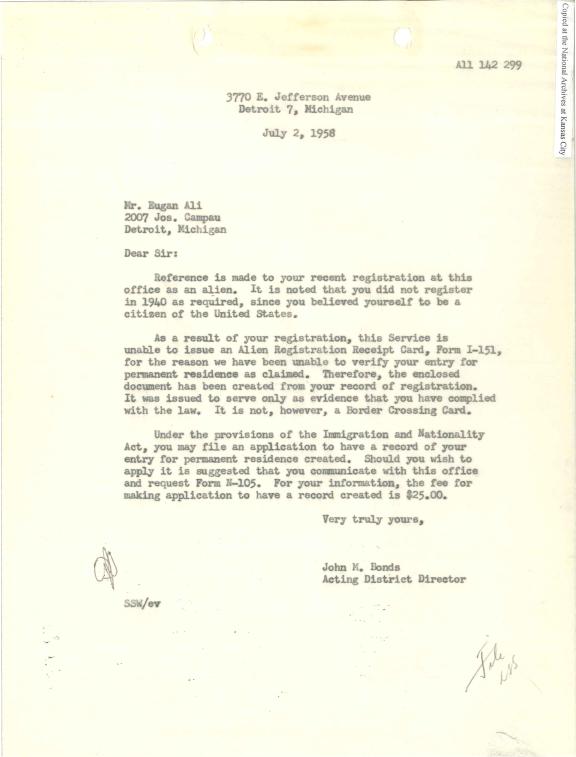 Copied at the National Archives at Kansas City
A11 142 299
3770 E. Jefferson Avenue
Detroit 7, Michigan
July 2, 1958
Mr. Eugan Ali
2007 Jos. Campau
Detroit, Michigan
Dear Sir:
Reference is made to your recent registration at this
office as an alien. It is noted that you did not register
in 1940 as required, since you believed yourself to be a
citizen of the United States.
As a result of your registration, this Service is
unable to issue an Alien Registration Receipt Card, Form I-151,
for the reason we have been unable to verify your entry for
permanent residence as claimed. Therefore, the enclosed
document has been created from your record of registration.
It was issued to serve only as evidence that you have complied
with the law. It is not, however, a Border Crossing Card.
Under the provisions of the Immigration and Nationality
Act, you may file an application to have a record of your
entry for permanent residence created. Should you wish to
apply it is suggested that you communicate with this office
and request Form N-105. For your information, the fee for
making application to have a record created is $25.00.
Very truly yours,
John M. Bonds
Acting District Director
SSW/ev
File